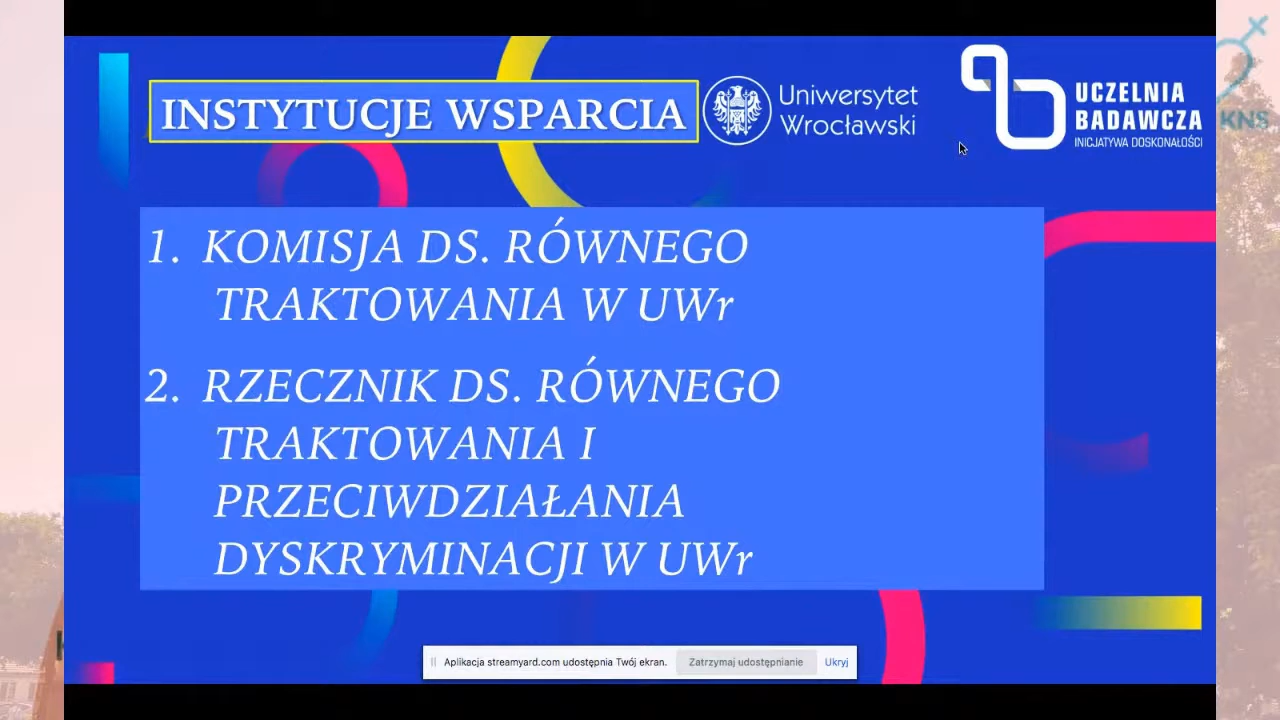 INSTYTUCJE WSPARCIA
Uniwersytet
Wrocławski
UCZELNIA
BADAWCZA
INICJATYWA DOSKONAŁOŚCI
KNS
1. KOMISJA DS. RÓWNEGO
TRAKTOWANIA W UWr
2. RZECZNIK DS. RÓWNEGO
TRAKTOWANIA I
PRZECIWDZIAŁANIA
DYSKRYMINACJI W UWr
Aplikacja streamyard.com udostępnia Twój ekran.
Zatrzymaj udostępnianie
Ukryj